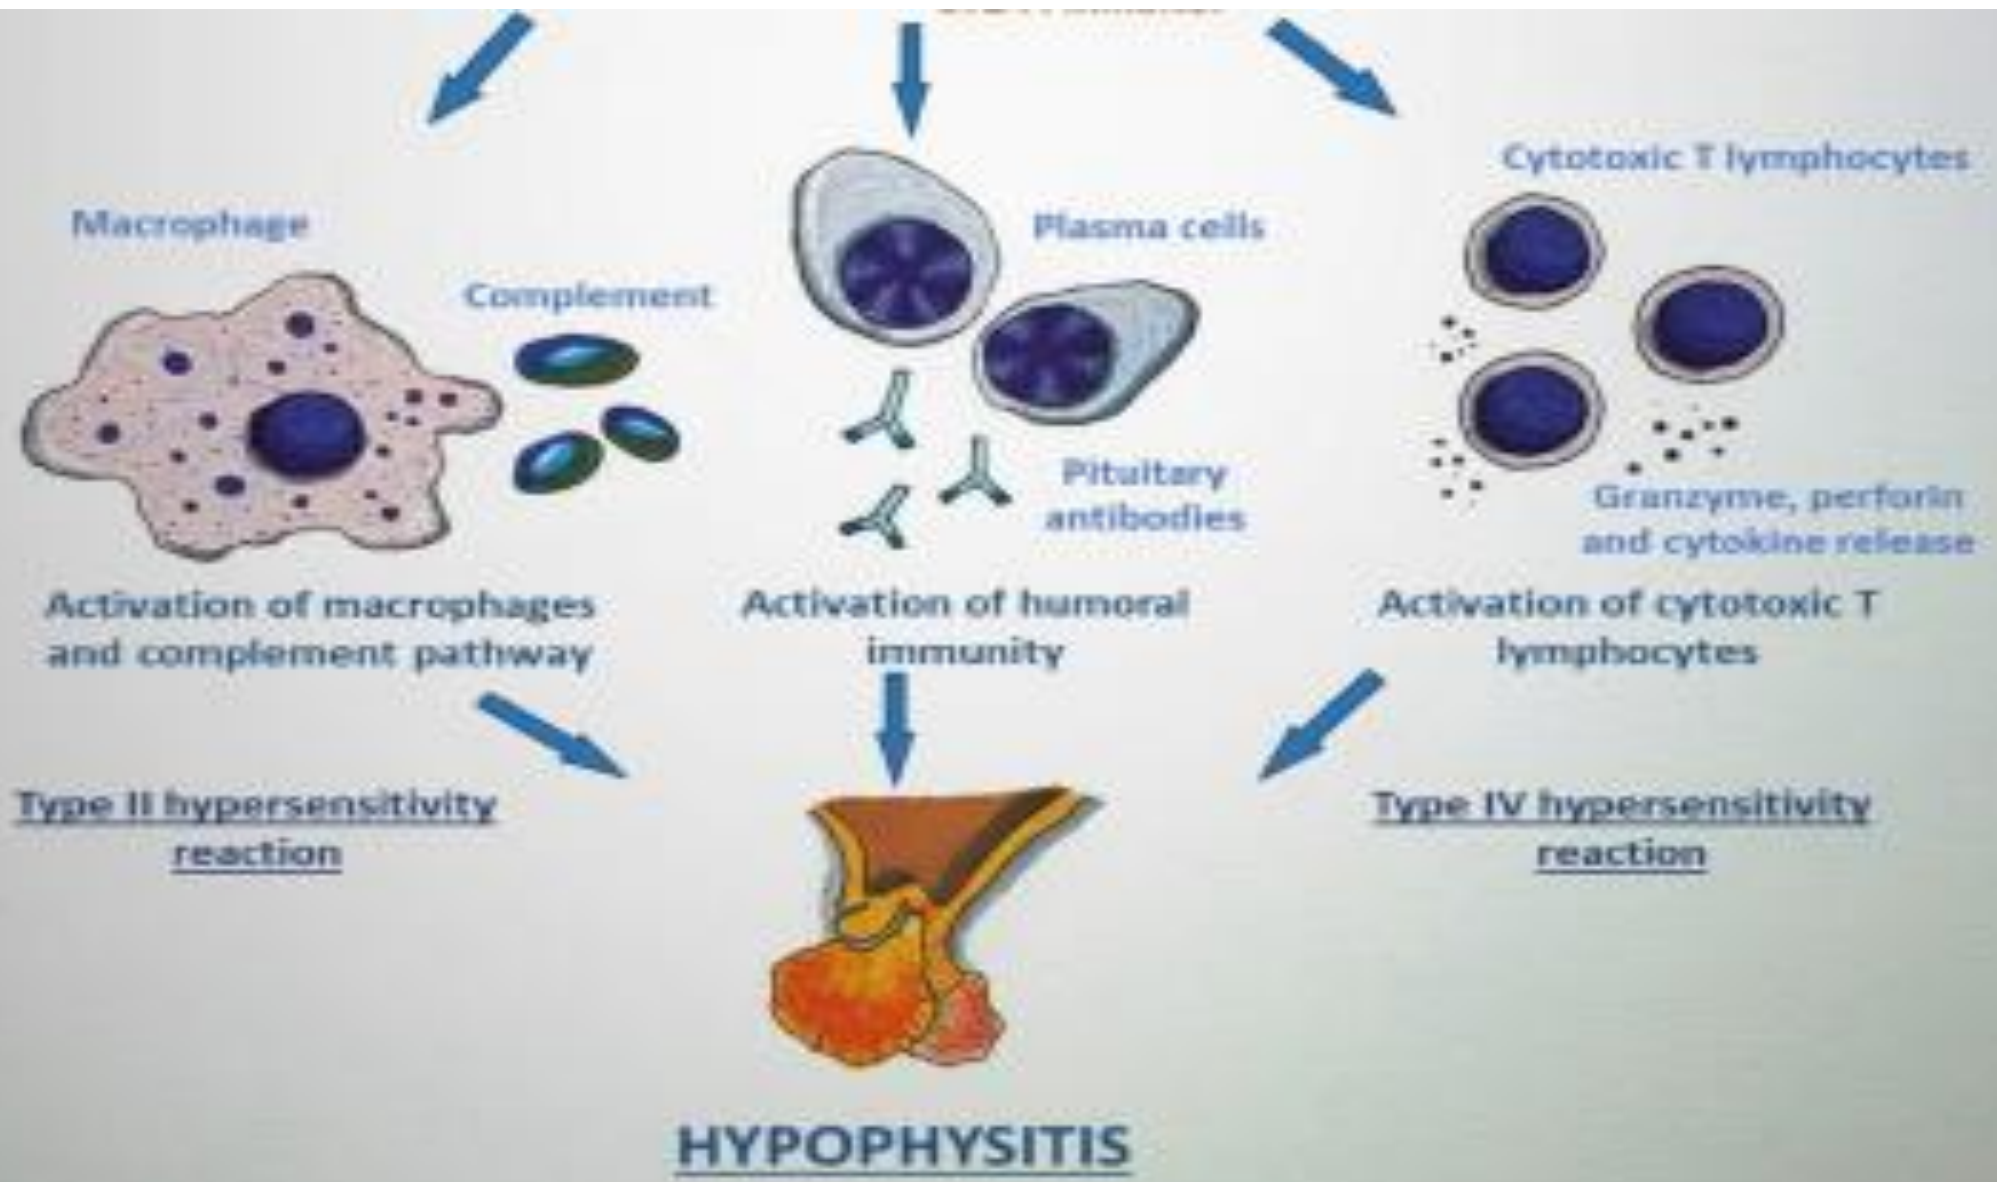 Cytotoxic T lymphocytes
Macrophage
Plasma cells
Complement
Pituitary
antibodies
Granzyme, perforin
and cytokine release
Activation of macrophages
and complement pathway
Activation of humoral
immunity
Activation of cytotoxic T
lymphocytes
Type II hypersensitivity
reaction
Type IV hypersensitivity
reaction
HYPOPHYSITIS